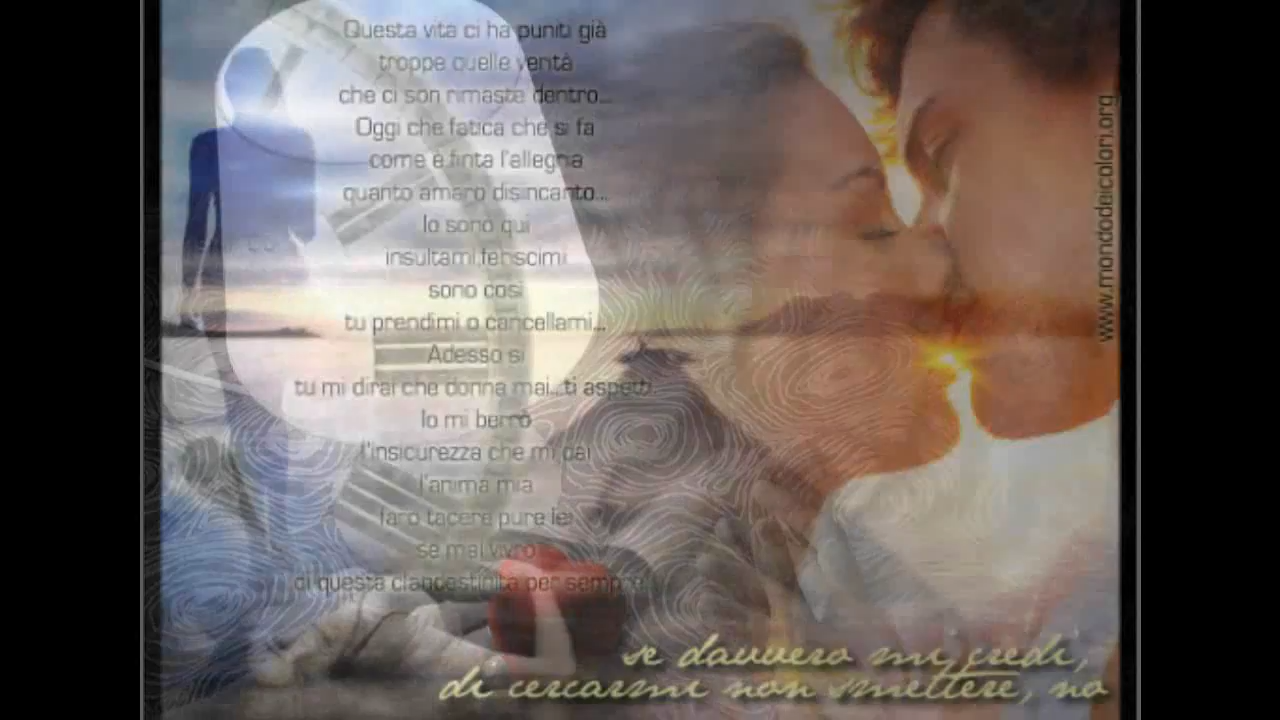 Questa vita ci ha puniti già
troppe quelle verità
che ci son rimaste dentro...
Oggi che fatica che si fa
come è finta l'allegria
quanto amaro disincanto...
Io sono qui
insultami feriscimi
sono così
tu prendimi o cancellami...
Adesso sì
tu mi dirai che donna mai...ti aspetti
Io mi berrò
l'insicurezza che mi dai
l'anima mia
farò tacere pure lei
se mai vivrò
di questa clandestinità per sempre...
se davvero mi credi,
di cercarmi non smettere, no
www.mondodeicolori.org